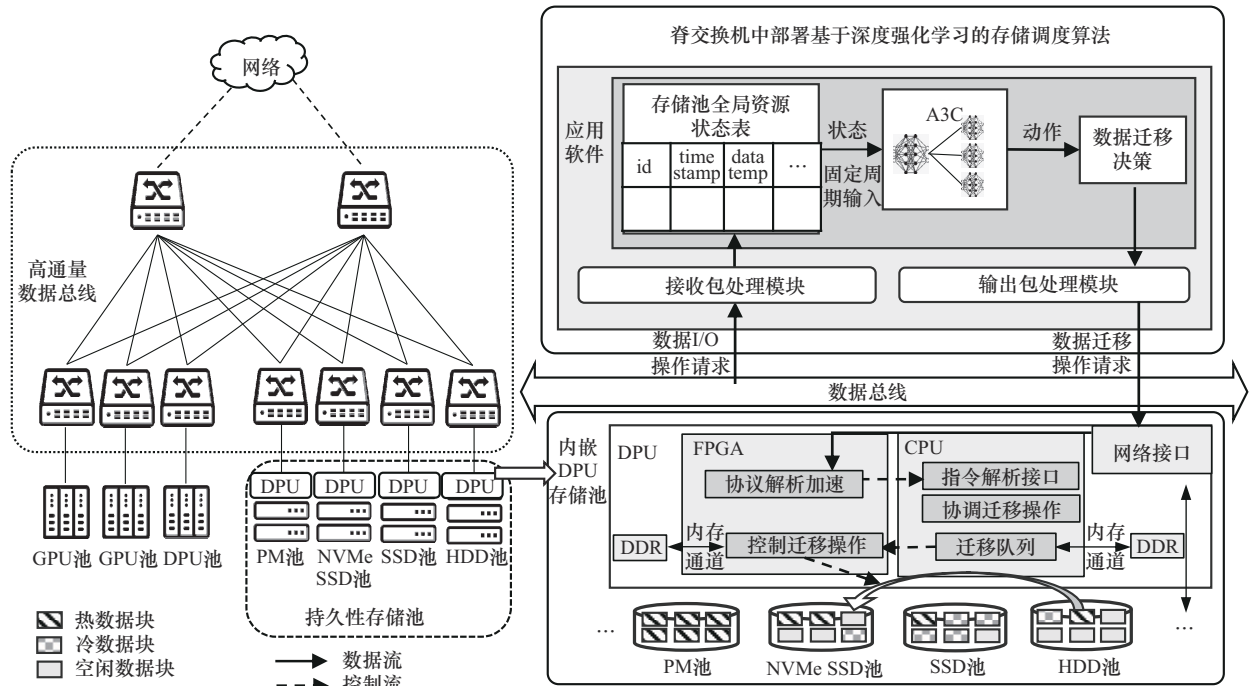 网络
高通量
数据总线
GPU池
GPU池
DPU池
DPU
DPU
DPU
DPU
PM池
NVMe
SSD池
SSD池
HDD池
持久性存储池
热数据块
冷数据块
空闲数据块
数据流
控制流
脊交换机中部署基于深度强化学习的存储调度算法
应用
软件
存储池全局资源
状态表
id
time
stamp
data
temp
…
状态
固定周
期输入
A3C
动作
数据迁移
决策
接收包处理模块
输出包处理模块
数据I/O
操作请求
数据迁移
操作请求
数据总线
内嵌
DPU
存储池
DPU
FPGA
CPU
网络接口
协议解析加速
指令解析接口
协调迁移操作
DDR
内存
通道
控制迁移操作
迁移队列
内存
通道
DDR
…
PM池
NVMe SSD池
SSD池
HDD池
…